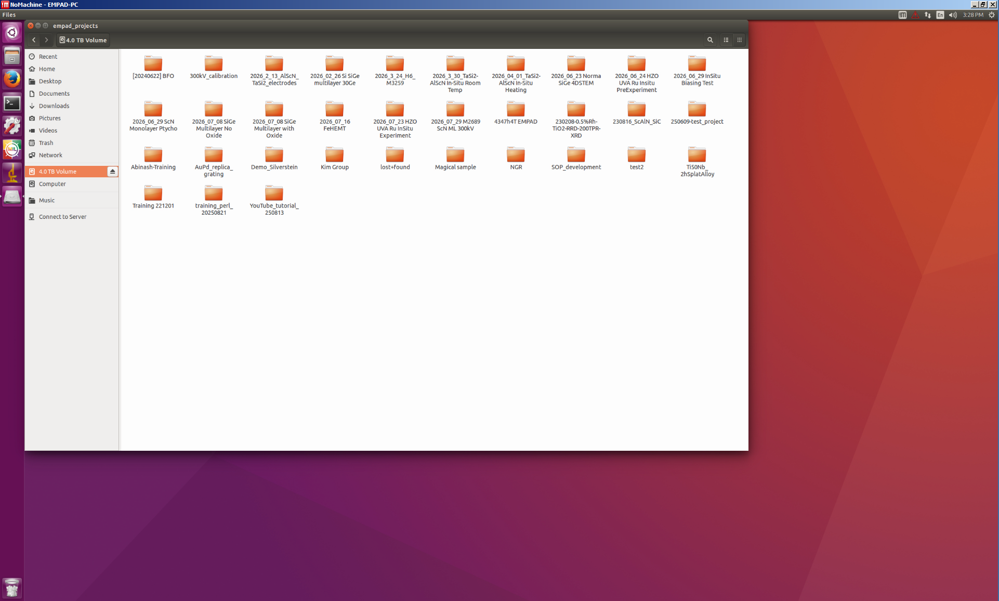 NoMachine - EMPAD-PC
Files
En
3:28 PM
empad_projects
4.0 TB Volume
Recent
Home
Desktop
Documents
Downloads
Pictures
Videos
Trash
Network
4.0 TB Volume
Computer
Music
Connect to Server
[20240622] BFO
300kV_calibration
2026_2_13_AlScN_
TaSi2_electrodes
2026_02_26 Si SiGe
multilayer 30Ge
2026_3_24_H6_
M3259
2026_3_30_TaSi2-
AlScN In-Situ Room
Temp
2026_04_01_TaSi2-
AlScN In-Situ
Heating
2026_06_23 Norma
SiGe 4DSTEM
2026_06_24 HZO
UVA Ru Insitu
PreExperiment
2026_06_29 InSitu
Biasing Test
2026_06_29 ScN
Monolayer Ptycho
2026_07_08 SiGe
Multilayer No
Oxide
2026_07_08 SiGe
Multilayer with
Oxide
2026_07_16
FeHEMT
2026_07_23 HZO
UVA Ru InSitu
Experiment
2026_07_29 M2689
ScN ML 300kV
4347h4T EMPAD
230208-0.5%Rh-
TiO2-RRD-200TPR-
XRD
230816_ScAlN_SiC
250609-test_project
Abinash-Training
AuPd_replica_
grating
Demo_Silverstein
Kim Group
lost+found
Magical sample
NGR
SOP_development
test2
Ti50Nb_
2hSplatAlloy
Training 221201
training_perl_
20250821
YouTube_tutorial_
250813